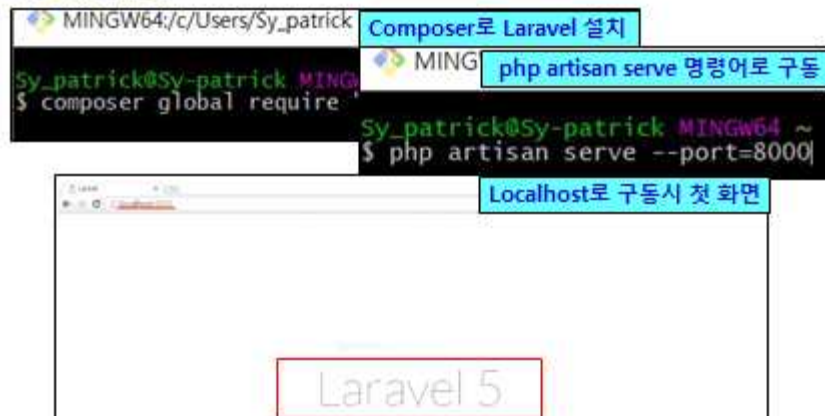 MINGW64:/c/Users/Sy_patrick
Composer로 Laravel 설치
Sy_patrick@Sy-patrick MINGW
$ composer global require "
MING
php artisan serve 명령어로 구동
Sy_patrick@Sy-patrick MINGW64 ~
$ php artisan serve --port=8000
Localhost로 구동시 첫 화면
Laravel 5